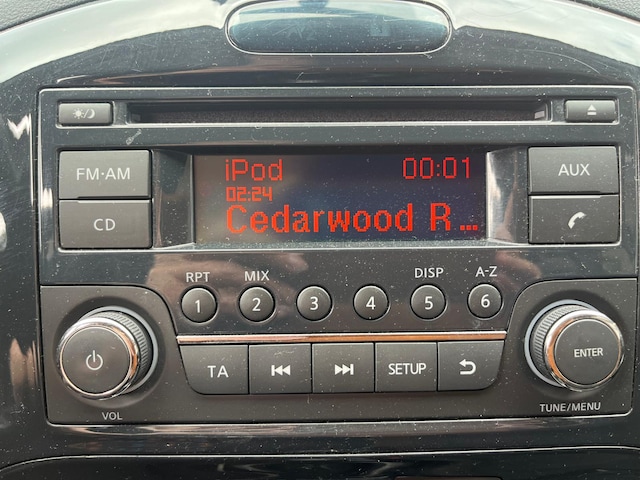 FM·AM
CD
iPod 00:01
02:24
Cedarwood R...
AUX
RPT MIX DISP A-Z
1 2 3 4 5 6
TA SETUP
ENTER
VOL
TUNE/MENU